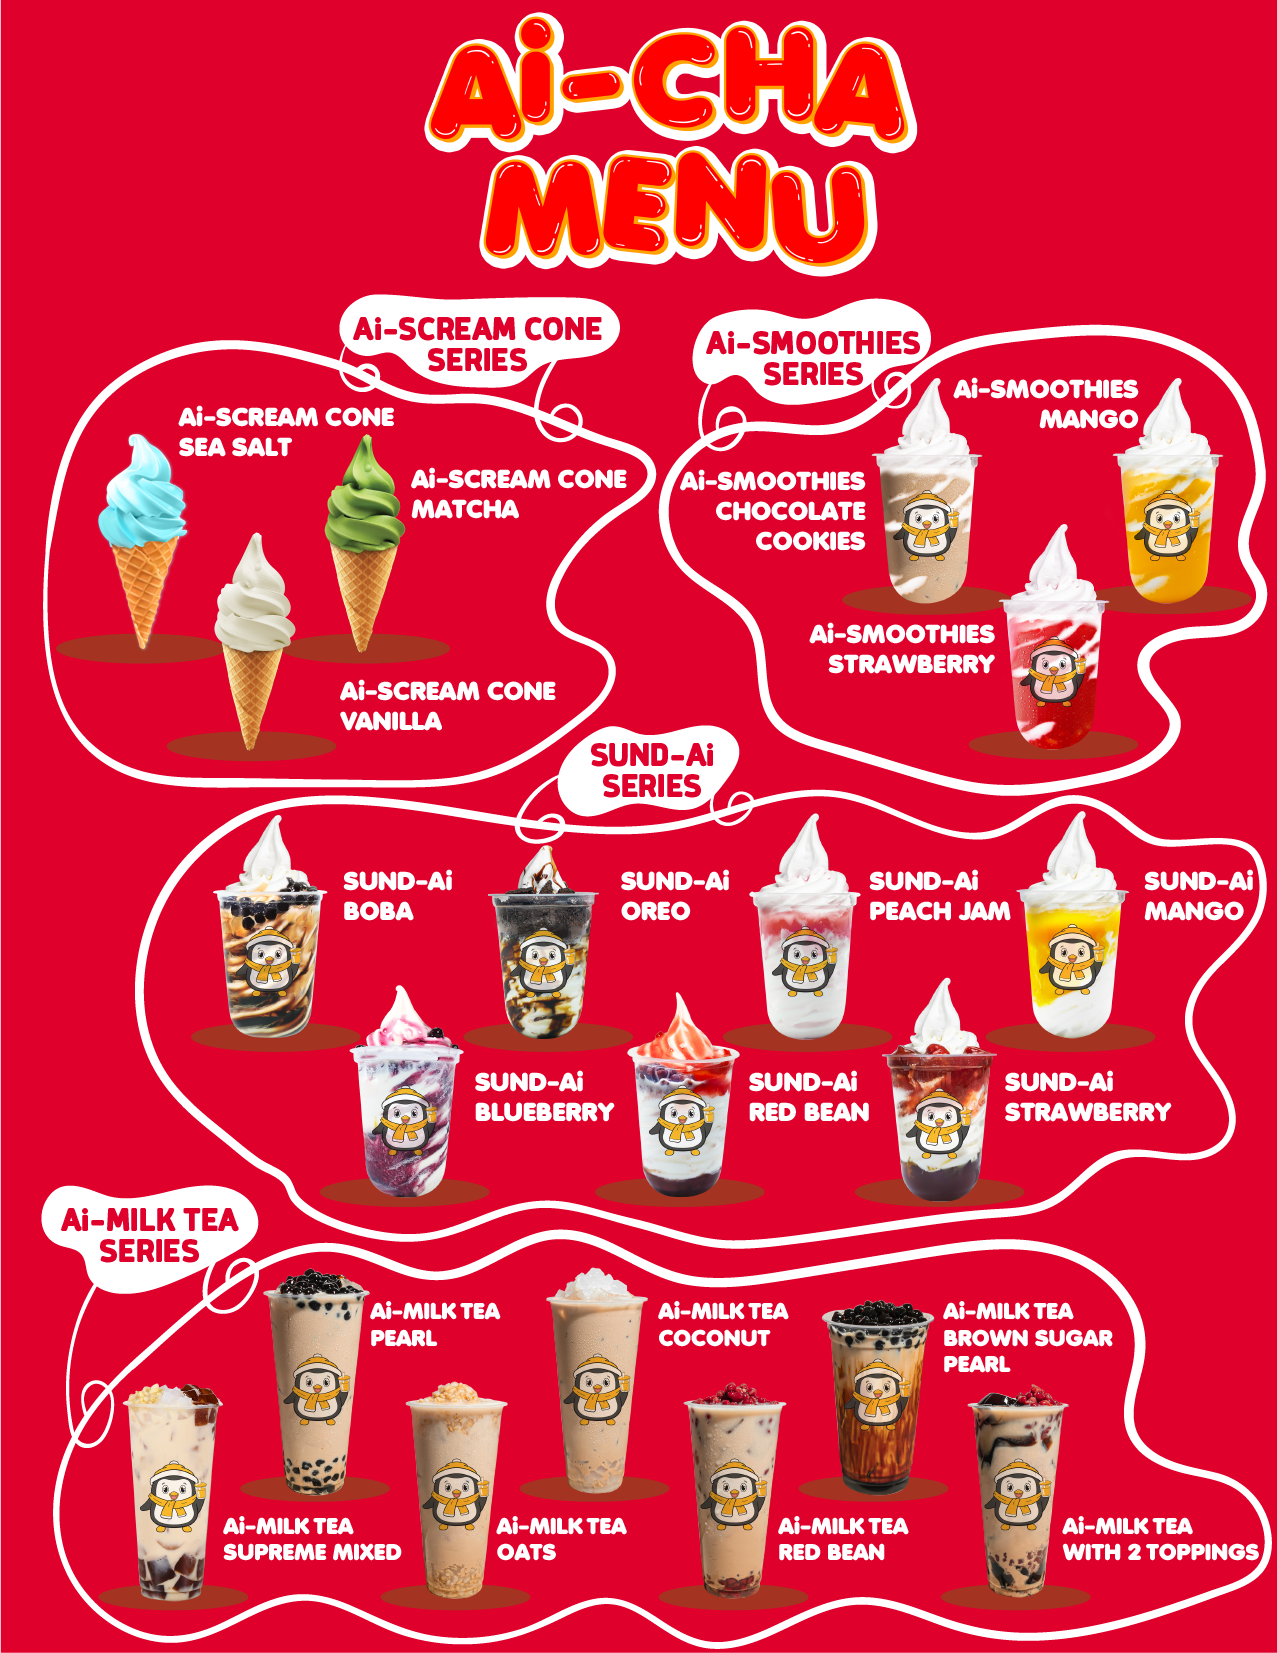 Ai-CHA
MENU
Ai-SCREAM CONE
SERIES
Ai-SCREAM CONE
SEA SALT
Ai-SCREAM CONE
MATCHA
Ai-SCREAM CONE
VANILLA
Ai-SMOOTHIES
SERIES
Ai-SMOOTHIES
MANGO
Ai-SMOOTHIES
CHOCOLATE
COOKIES
Ai-SMOOTHIES
STRAWBERRY
SUND-Ai
SERIES
SUND-Ai
BOBA
SUND-Ai
OREO
SUND-Ai
PEACH JAM
SUND-Ai
MANGO
SUND-Ai
BLUEBERRY
SUND-Ai
RED BEAN
SUND-Ai
STRAWBERRY
Ai-MILK TEA
SERIES
Ai-MILK TEA
PEARL
Ai-MILK TEA
COCONUT
Ai-MILK TEA
BROWN SUGAR
PEARL
Ai-MILK TEA
SUPREME MIXED
Ai-MILK TEA
OATS
Ai-MILK TEA
RED BEAN
Ai-MILK TEA
WITH 2 TOPPINGS